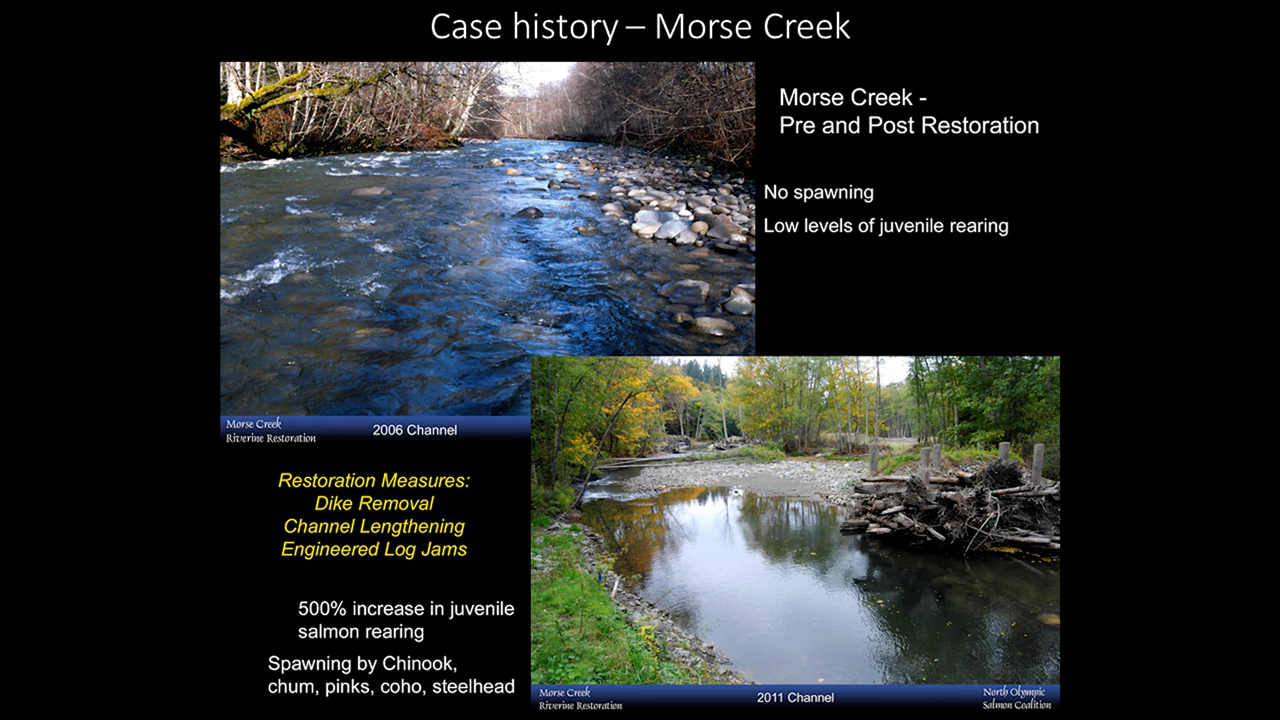 Case history – Morse Creek
Morse Creek -
Pre and Post Restoration
No spawning
Low levels of juvenile rearing
Morse Creek
Riverine Restoration
2006 Channel
Restoration Measures:
Dike Removal
Channel Lengthening
Engineered Log Jams
500% increase in juvenile
salmon rearing
Spawning by Chinook,
chum, pinks, coho, steelhead
Morse Creek
Riverine Restoration
2011 Channel
North Olympic
Salmon Coalition